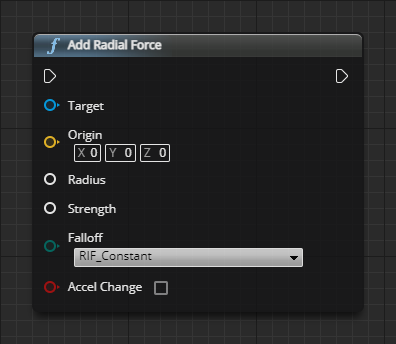 f Add Radial Force
Target
Origin
X 0 Y 0 Z 0
Radius
Strength
Falloff
RIF_Constant
Accel Change